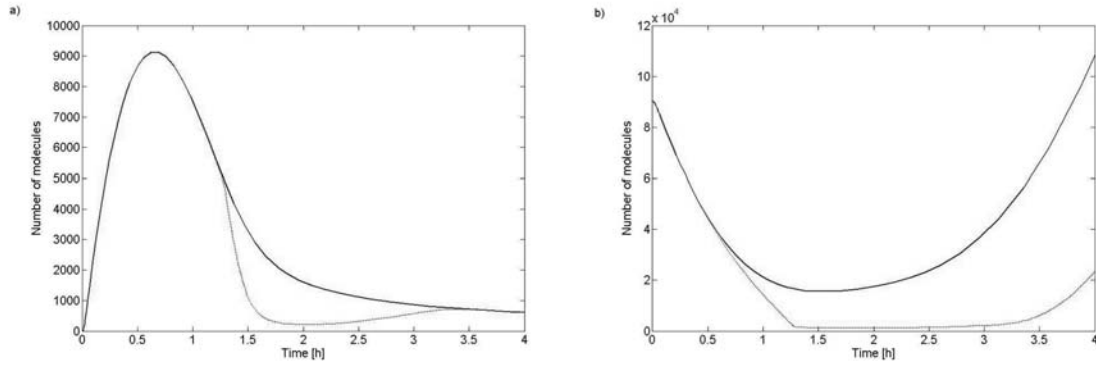 a)
10000
9000
8000
7000
6000
5000
4000
3000
2000
1000
0
Number of molecules
0 0.5 1 1.5 2 2.5 3 3.5 4
Time [h]
b)
12 x 10^4
10
8
6
4
2
0
Number of molecules
0 0.5 1 1.5 2 2.5 3 3.5 4
Time [h]